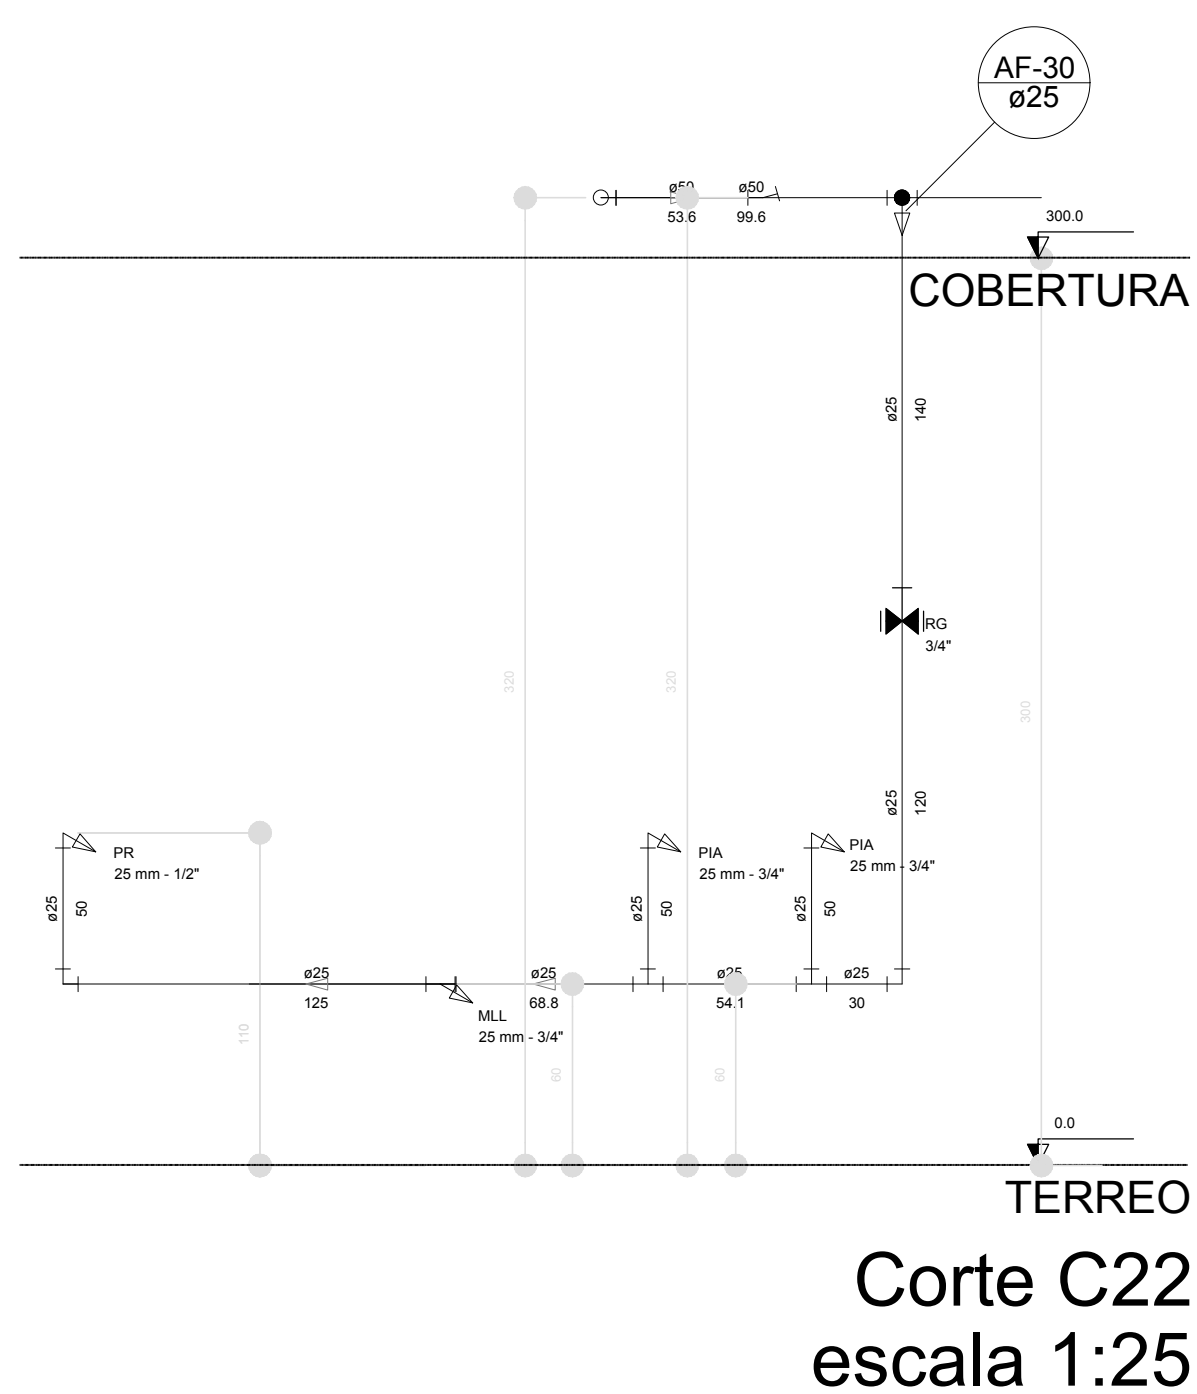 AF-30
ø25
ø50
ø50
53.6
99.6
300.0
COBERTURA
ø25
140
RG
3/4"
320
320
300
ø25
120
PR
25 mm - 1/2"
PIA
25 mm - 3/4"
PIA
25 mm - 3/4"
ø25
50
ø25
50
ø25
50
ø25
125
ø25
68.8
ø25
54.1
ø25
30
MLL
25 mm - 3/4"
110
60
60
0.0
TERREO
Corte C22
escala 1:25